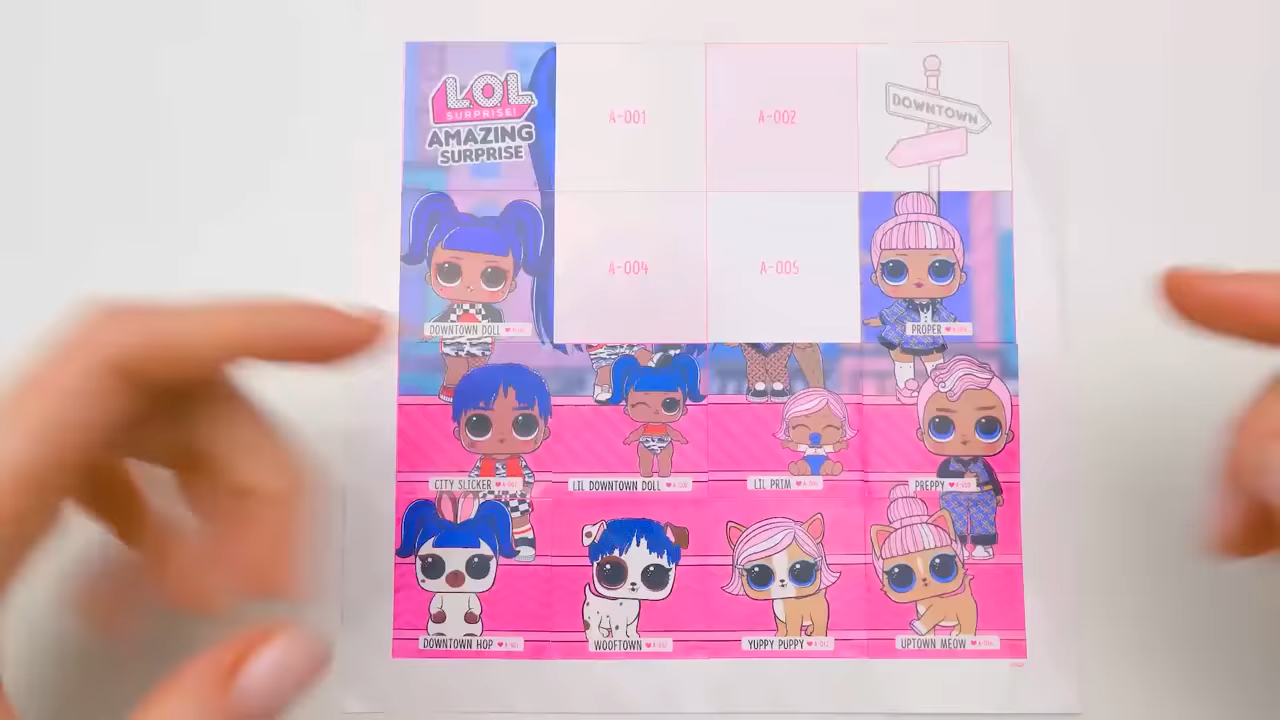 LOL
SURPRISE!
AMAZING
SURPRISE
A-001
A-002
DOWNTOWN
A-004
A-005
DOWNTOWN DOLL
PROPER
CITY SLICKER
LIL DOWNTOWN DOLL
LIL PRIM
PREPPY
DOWNTOWN HOP
WOOFTOWN
YUPPY PUPPY
UPTOWN MEOW